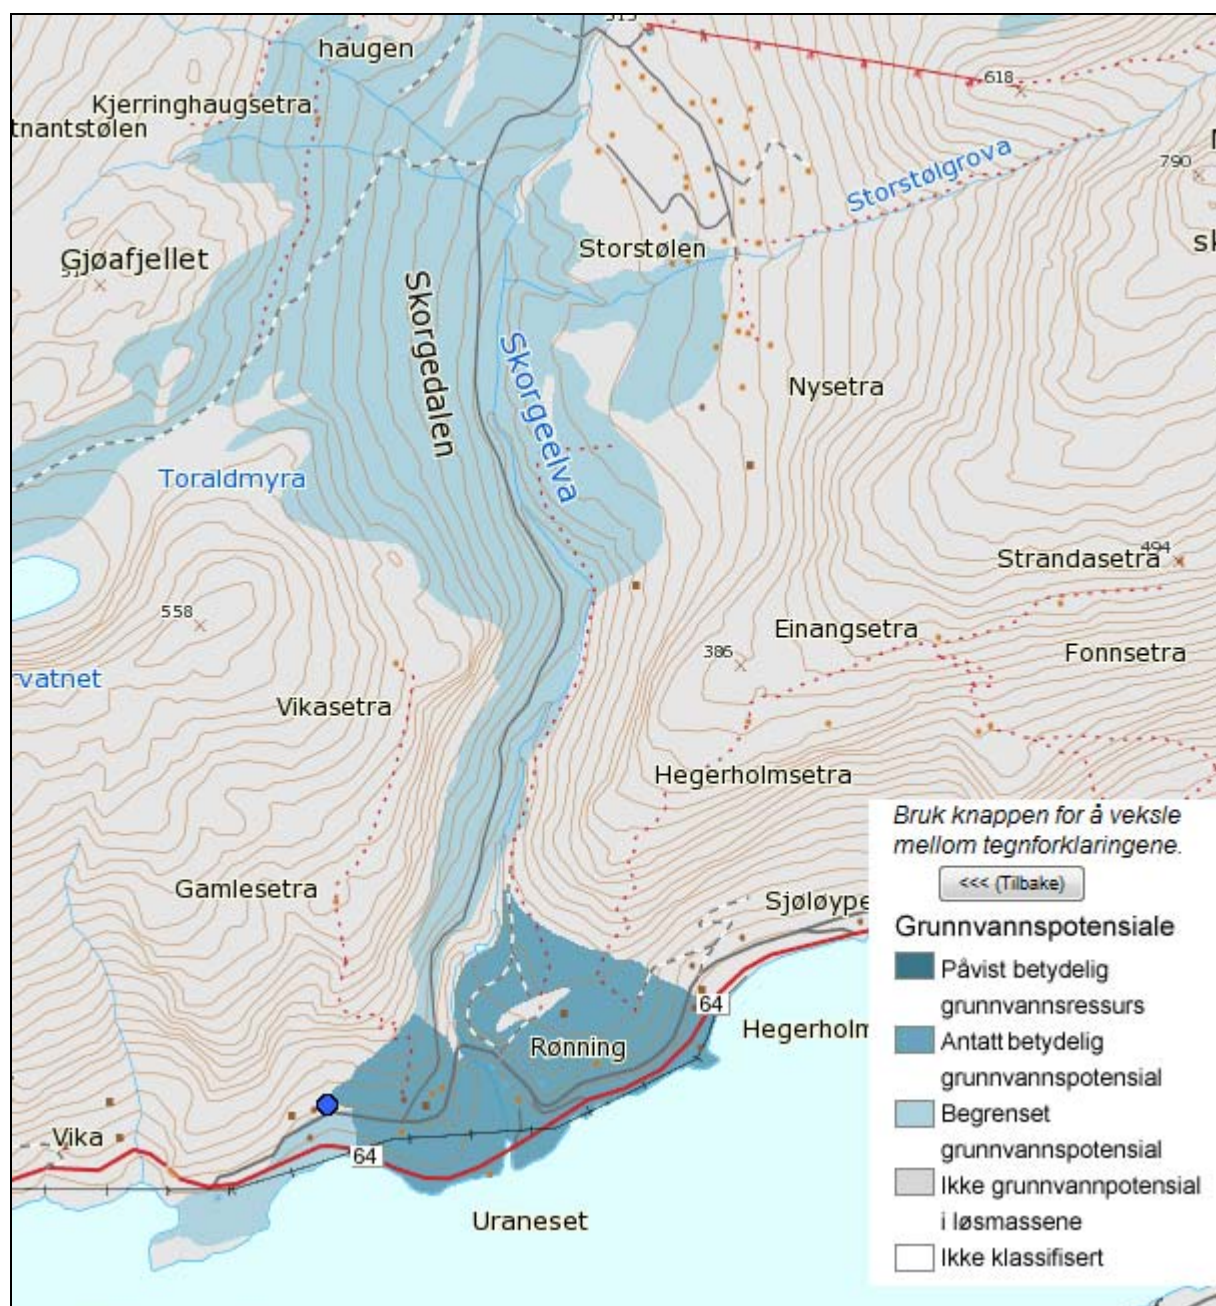 haugen
618
Kjerringhaugsetra
tnantstølen
Storstølgrova
790
Gjøafjellet
Storstølen
sk
Skorgedalen
Skorgeelva
Nysetra
Toraldmyra
Strandasetra
494
558
Einangsetra
386
Fonnsetra
rvatnet
Vikasetra
Hegerholmsetra
Bruk knappen for å veksle
mellom tegnforklaringene.
<<< (Tilbake)
Gamlesetra
Sjøløype
Grunnvannspotensiale
Påvist betydelig
grunnvannsressurs
64
Hegerholm
Rønning
Antatt betydelig
grunnvannspotensial
Begrenset
grunnvannspotensial
Vika
64
Ikke grunnvannpotensial
i løsmassene
Uraneset
Ikke klassifisert